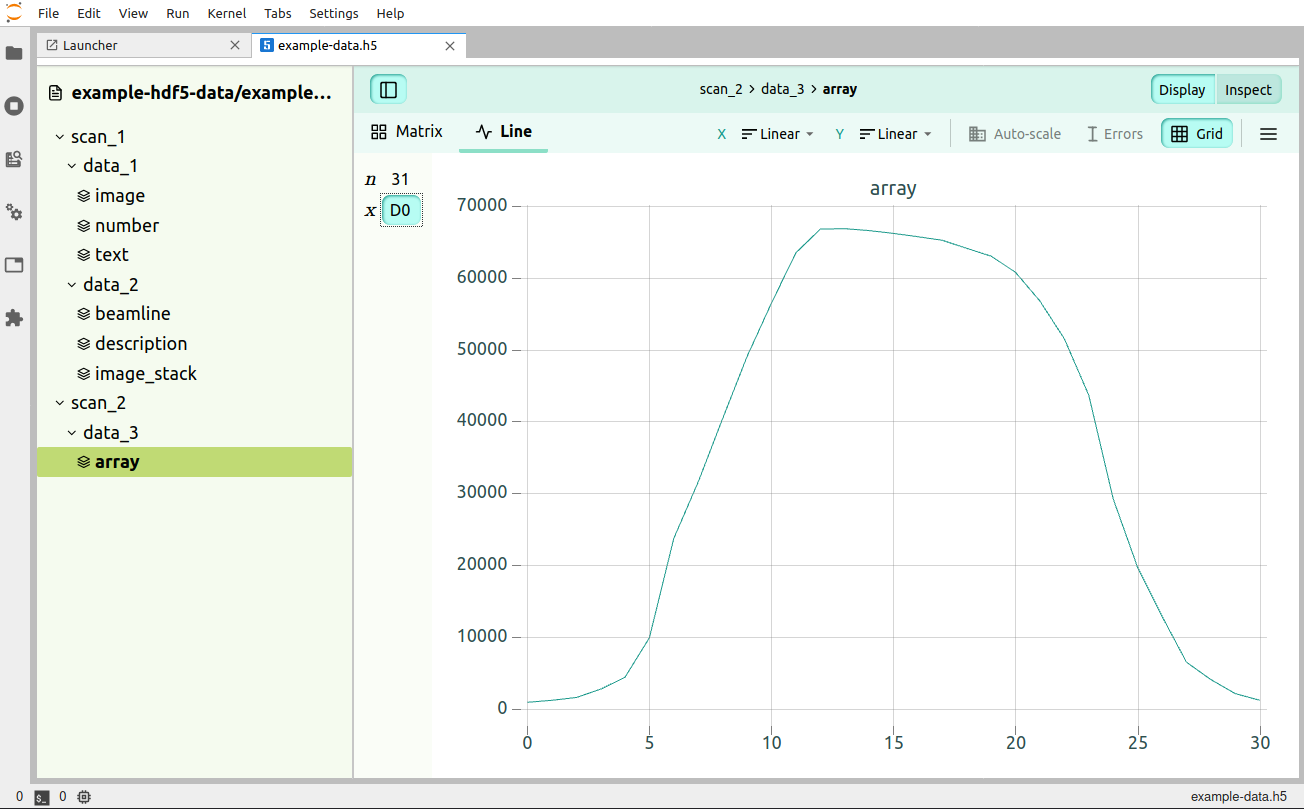 File Edit View Run Kernel Tabs Settings Help
Launcher
5 example-data.h5
example-hdf5-data/example...
scan_1
data_1
image
number
text
data_2
beamline
description
image_stack
scan_2
data_3
array
scan_2 > data_3 > array
Display Inspect
Matrix Line X Linear Y Linear Auto-scale Errors Grid
n 31
x D0
array
70000
60000
50000
40000
30000
20000
10000
0
0 5 10 15 20 25 30
0 $_ 0 example-data.h5